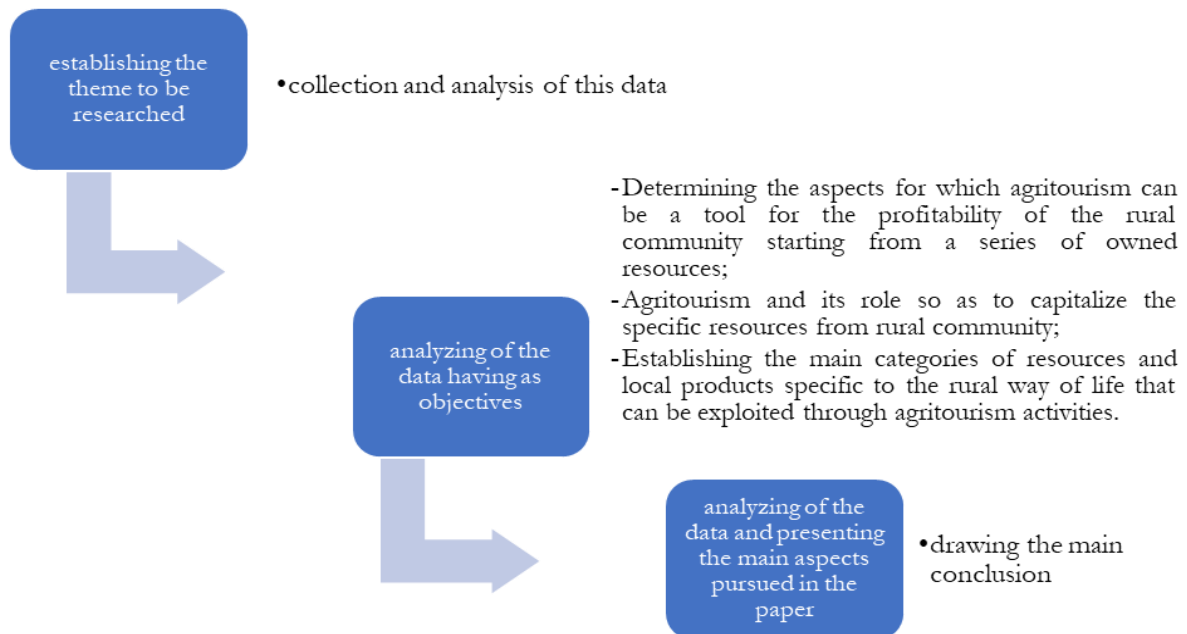 establishing the
theme to be
researched
•collection and analysis of this data
-Determining the aspects for which agritourism can
be a tool for the profitability of the rural
community starting from a series of owned
resources;
-Agritourism and its role so as to capitalize the
specific resources from rural community;
-Establishing the main categories of resources and
local products specific to the rural way of life that
can be exploited through agritourism activities.
analyzing of the
data having as
objectives
analyzing of the
data and presenting
the main aspects
pursued in the
paper
•drawing the main
conclusion